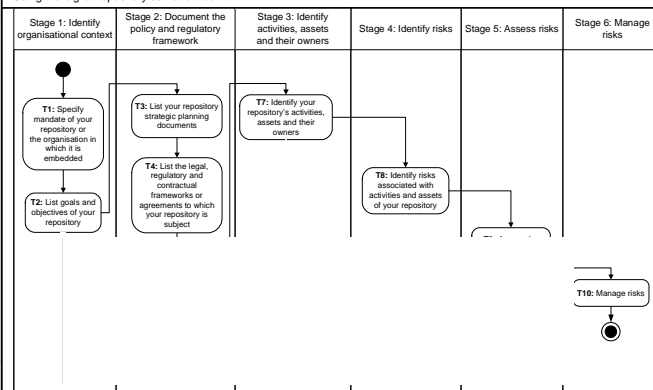 Stage 1: Identify
organisational context
Stage 2: Document the
policy and regulatory
framework
Stage 3: Identify
activities, assets
and their owners
Stage 4: Identify risks
Stage 5: Assess risks
Stage 6: Manage
risks
T1: Specify
mandate of your
repository or
the organisation in
which it is
embedded
T2: List goals and
objectives of your
repository
T3: List your repository
strategic planning
documents
T4: List the legal,
regulatory and
contractual
frameworks or
agreements to which
your repository is
subject
T7: Identify your
repository's activities,
assets and their
owners
T8: Identify risks
associated with
activities and assets
of your repository
T10: Manage risks